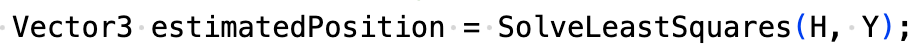 Vector3 estimatedPosition = SolveLeastSquares(H, Y);